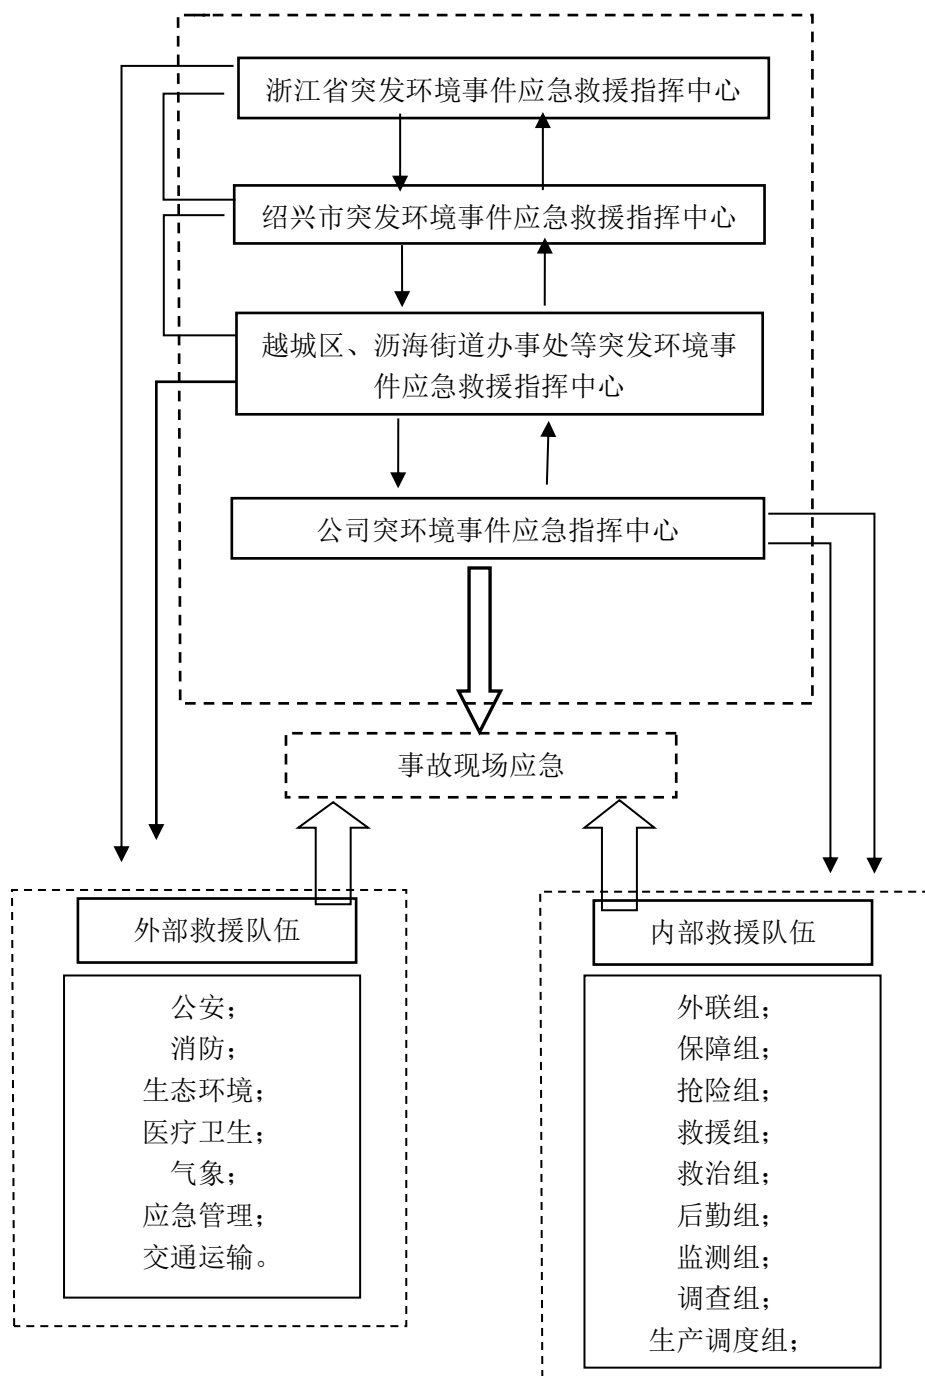 浙江省突发环境事件应急救援指挥中心
绍兴市突发环境事件应急救援指挥中心
越城区、沥海街道办事处等突发环境事
件应急救援指挥中心
公司突环境事件应急指挥中心
事故现场应急
外部救援队伍
公安；
消防；
生态环境；
医疗卫生；
气象；
应急管理；
交通运输。
内部救援队伍
外联组；
保障组；
抢险组；
救援组；
救治组；
后勤组；
监测组；
调查组；
生产调度组；